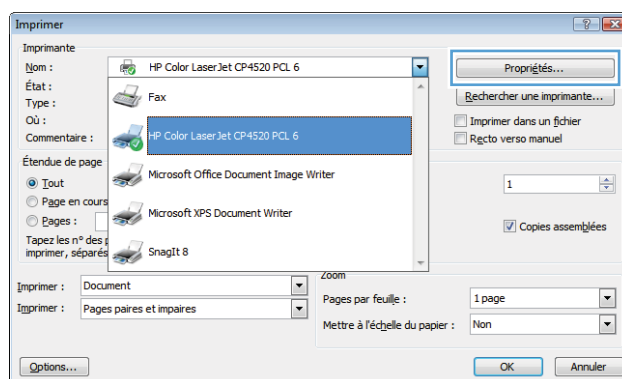 Imprimer
Imprimante
Nom : HP Color LaserJet CP4520 PCL 6 Propriétés...
État : Fax Rechercher une imprimante...
Type :
Où : HP Color LaserJet CP4520 PCL 6 Imprimer dans un fichier
Commentaire : Recto verso manuel
Étendue de page
Tout Microsoft Office Document Image Writer 1
Page en cours
Pages : Microsoft XPS Document Writer Copies assemblées
Tapez les n° des p
imprimer, séparés SnagIt 8
Zoom
Imprimer : Document Pages par feuille : 1 page
Imprimer : Pages paires et impaires Mettre à l'échelle du papier : Non
Options... OK Annuler